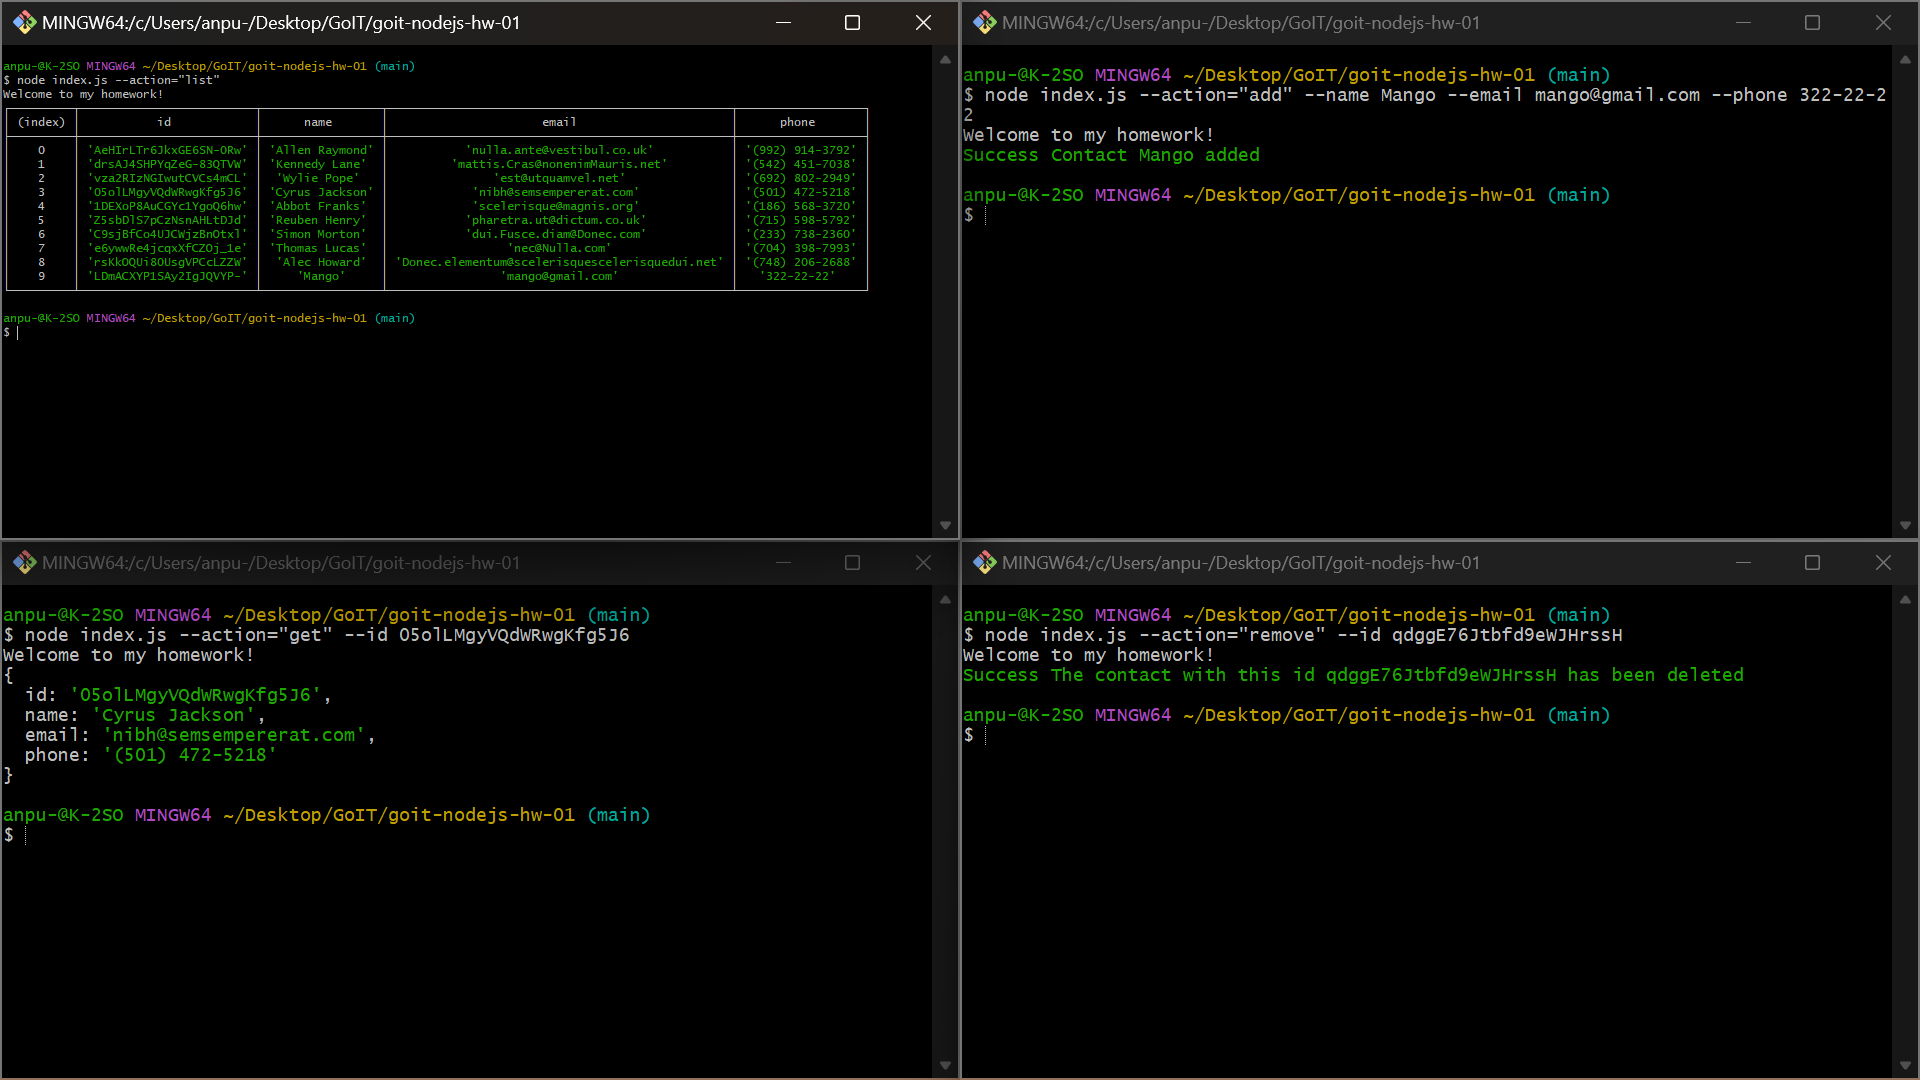 MINGW64:/c/Users/anpu-/Desktop/GoIT/goit-nodejs-hw-01
anpu-@K-2SO MINGW64 ~/Desktop/GoIT/goit-nodejs-hw-01 (main)
$ node index.js --action="list"
Welcome to my homework!
(index) id name email phone
0 'AeHIrLTr6JkxGE6SN-0Rw' 'Allen Raymond' 'nulla.ante@vestibul.co.uk' '(992) 914-3792'
1 'drsAJ4SHPYqZeG-83QTVW' 'Kennedy Lane' 'mattis.Cras@nonenimMauris.net' '(542) 451-7038'
2 'vza2RIzNGIwutCVCs4mCL' 'Wylie Pope' 'est@utquamvel.net' '(692) 802-2949'
3 '05olLMgyVQdWRwgKfg5J6' 'Cyrus Jackson' 'nibh@semsempererat.com' '(501) 472-5218'
4 '1DEXoP8AuCGYc1YgoQ6hw' 'Abbot Franks' 'scelerisque@magnis.org' '(186) 568-3720'
5 'Z5sbDlS7pCzNsnAHLtDJd' 'Reuben Henry' 'pharetra.ut@dictum.co.uk' '(715) 598-5792'
6 'C9sjBfCo4UJCWjzBnOtxl' 'Simon Morton' 'dui.Fusce.diam@Donec.com' '(233) 738-2360'
7 'e6ywwRe4jcqxXfCZOj_1e' 'Thomas Lucas' 'nec@Nulla.com' '(704) 398-7993'
8 'rsKkOQUi80UsgVPCcLZZW' 'Alec Howard' 'Donec.elementum@scelerisquescelerisquedui.net' '(748) 206-2688'
9 'LDmACXYP1SAy2IgJQVYP-' 'Mango' 'mango@gmail.com' '322-22-22'
anpu-@K-2SO MINGW64 ~/Desktop/GoIT/goit-nodejs-hw-01 (main)
$
MINGW64:/c/Users/anpu-/Desktop/GoIT/goit-nodejs-hw-01
anpu-@K-2SO MINGW64 ~/Desktop/GoIT/goit-nodejs-hw-01 (main)
$ node index.js --action="add" --name Mango --email mango@gmail.com --phone 322-22-2
2
Welcome to my homework!
Success Contact Mango added
anpu-@K-2SO MINGW64 ~/Desktop/GoIT/goit-nodejs-hw-01 (main)
$
MINGW64:/c/Users/anpu-/Desktop/GoIT/goit-nodejs-hw-01
anpu-@K-2SO MINGW64 ~/Desktop/GoIT/goit-nodejs-hw-01 (main)
$ node index.js --action="get" --id 05olLMgyVQdWRwgKfg5J6
Welcome to my homework!
{
id: '05olLMgyVQdWRwgKfg5J6',
name: 'Cyrus Jackson',
email: 'nibh@semsempererat.com',
phone: '(501) 472-5218'
}
anpu-@K-2SO MINGW64 ~/Desktop/GoIT/goit-nodejs-hw-01 (main)
$
MINGW64:/c/Users/anpu-/Desktop/GoIT/goit-nodejs-hw-01
anpu-@K-2SO MINGW64 ~/Desktop/GoIT/goit-nodejs-hw-01 (main)
$ node index.js --action="remove" --id qdggE76Jtbfd9eWJHrssH
Welcome to my homework!
Success The contact with this id qdggE76Jtbfd9eWJHrssH has been deleted
anpu-@K-2SO MINGW64 ~/Desktop/GoIT/goit-nodejs-hw-01 (main)
$